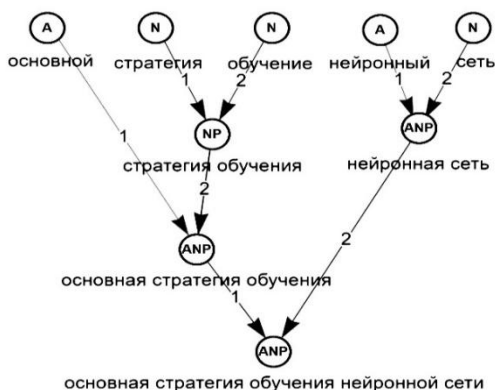 A N N A N
основной стратегия обучение нейронный сеть
1 2 1 2
NP ANP
1
стратегия обучения нейронная сеть
2
2
ANP
основная стратегия обучения
1
ANP
основная стратегия обучения нейронной сети